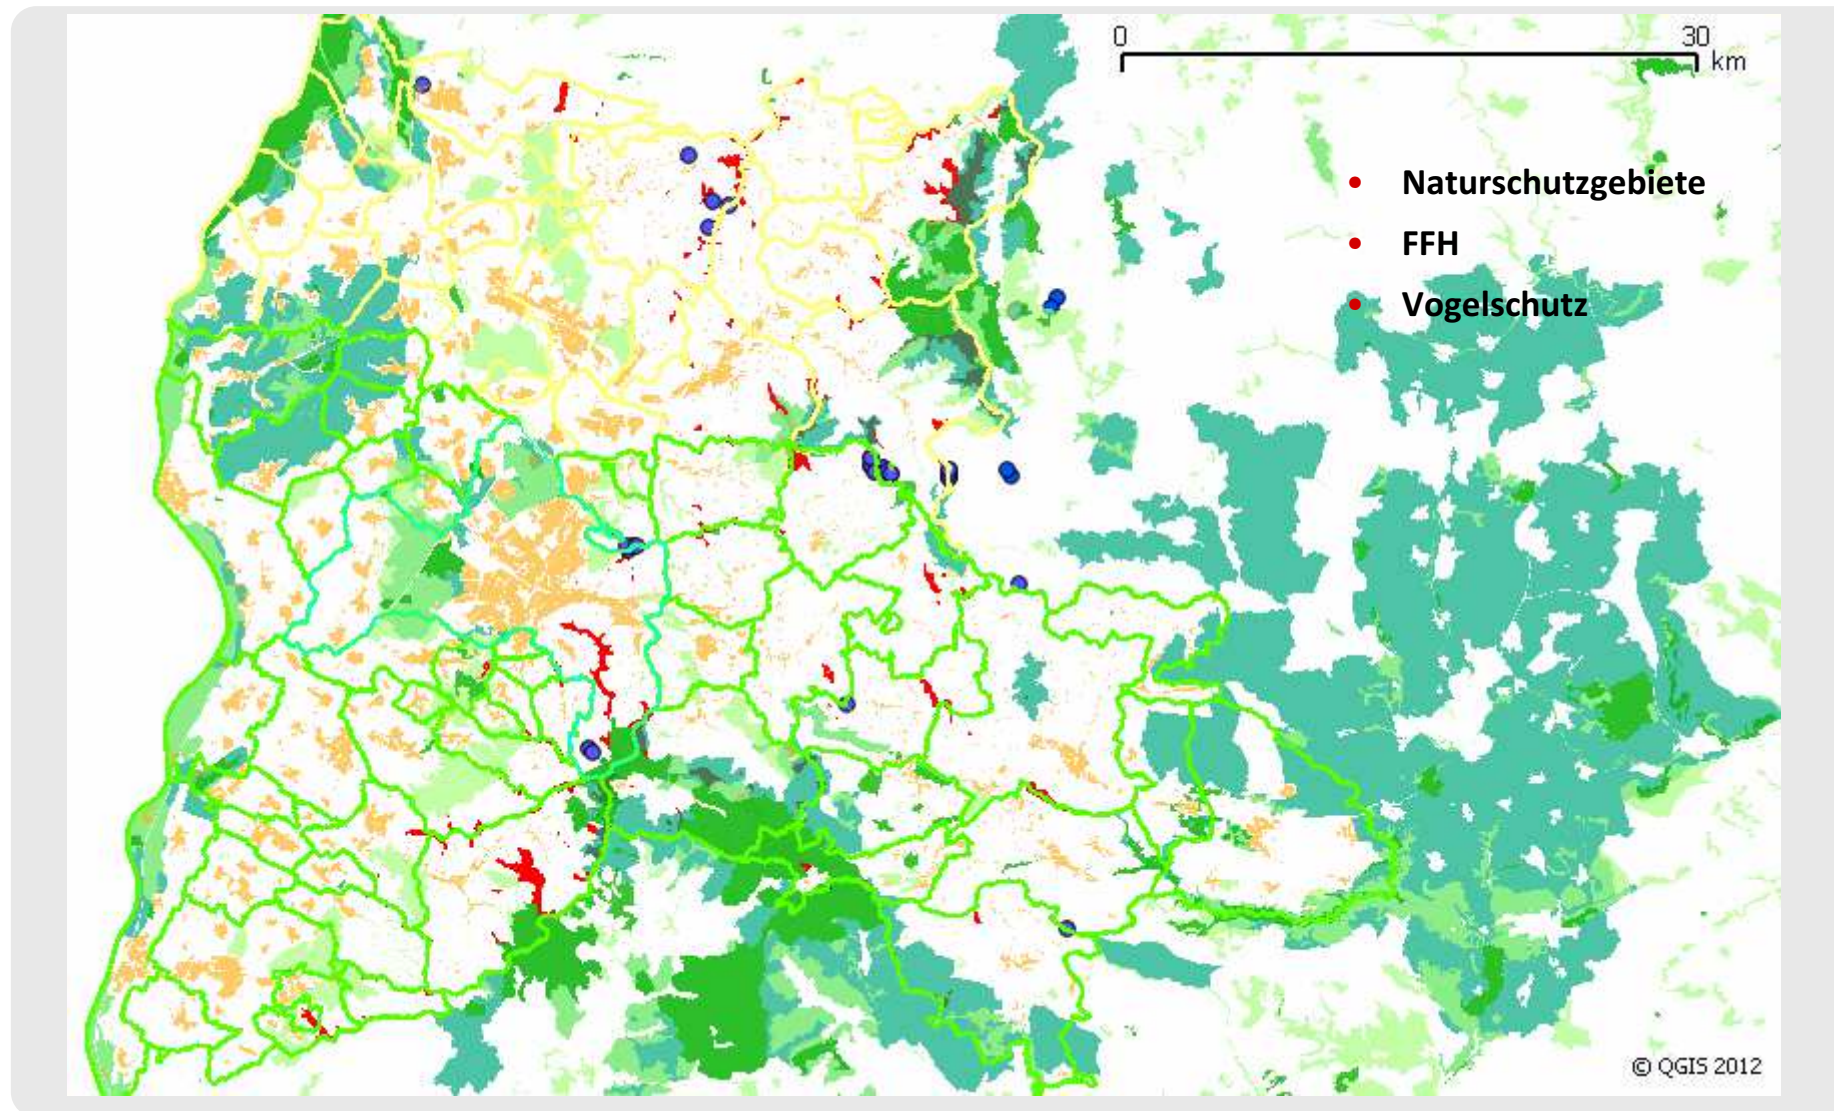 0 30
km
• Naturschutzgebiete
• FFH
• Vogelschutz
© QGIS 2012